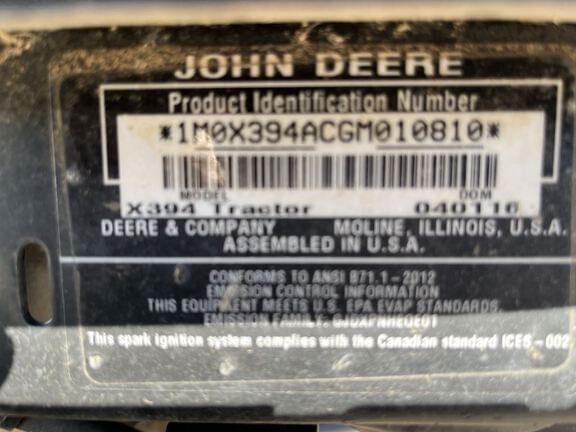 JOHN DEERE
Product Identification Number
*1M0X394ACGM010810*
MODEL DOM
X394 Tractor 040116
DEERE & COMPANY MOLINE, ILLINOIS, U.S.A.
ASSEMBLED IN U.S.A.
CONFORMS TO ANSI B71.1-2012
EMISSION CONTROL INFORMATION
THIS EQUIPMENT MEETS U.S. EPA EVAP STANDARDS.
EMISSION FAMILY:
This spark ignition system complies with the Canadian standard ICES-002